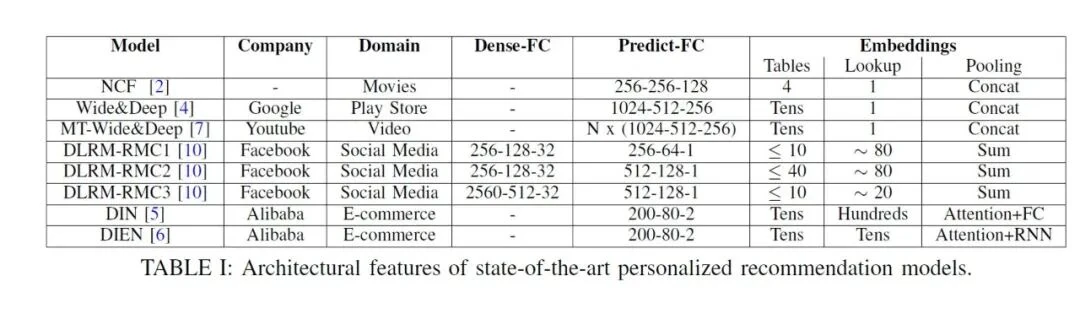 Model Company Domain Dense-FC Predict-FC Embeddings
Tables Lookup Pooling
NCF [2] - Movies - 256-256-128 4 1 Concat
Wide&Deep [4] Google Play Store - 1024-512-256 Tens 1 Concat
MT-Wide&Deep [7] Youtube Video - N x (1024-512-256) Tens 1 Concat
DLRM-RMC1 [10] Facebook Social Media 256-128-32 256-64-1 ≤ 10 ∼ 80 Sum
DLRM-RMC2 [10] Facebook Social Media 256-128-32 512-128-1 ≤ 40 ∼ 80 Sum
DLRM-RMC3 [10] Facebook Social Media 2560-512-32 512-128-1 ≤ 10 ∼ 20 Sum
DIN [5] Alibaba E-commerce - 200-80-2 Tens Hundreds Attention+FC
DIEN [6] Alibaba E-commerce - 200-80-2 Tens Tens Attention+RNN
TABLE I: Architectural features of state-of-the-art personalized recommendation models.